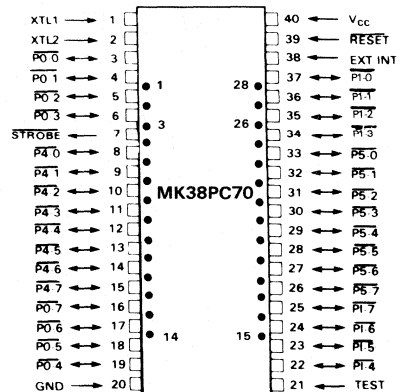 XTL1 1 40 VCC
XTL2 2 39 RESET
P0 0 3 38 EXT INT
P0 1 4 37 P1-0
P0 2 5 1 28 36 P1-1
P0 3 6 35 P1-2
STROBE 7 3 26 34 P1-3
P4 0 8 33 P5-0
P4 1 9 32 P5 1
P4 2 10 MK38PC70 31 P5 2
P4 3 11 30 P5-3
P4 4 12 29 P5-4
P4-5 13 28 P5-5
P4 6 14 27 P5-6
P4-7 15 26 P5 7
P0-7 16 25 P1-7
P0 6 17 24 P1-6
P0 5 18 14 15 23 P1-5
P0 4 19 22 P1-4
GND 20 21 TEST